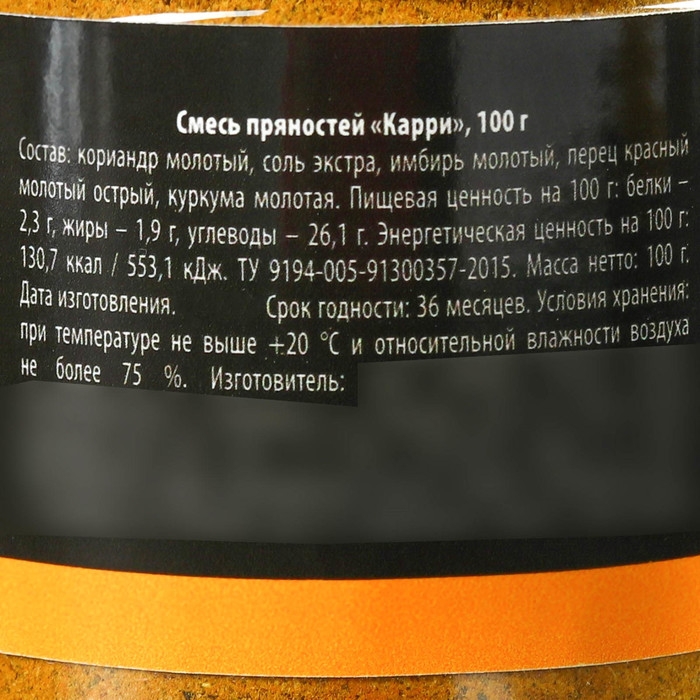 Смесь пряностей «Карри», 100 г
Состав: кориандр молотый, соль экстра, имбирь молотый, перец красный
молотый острый, куркума молотая. Пищевая ценность на 100 г: белки –
2,3 г, жиры – 1,9 г, углеводы – 26,1 г. Энергетическая ценность на 100 г:
130,7 ккал / 553,1 кДж. ТУ 9194-005-91300357-2015. Масса нетто: 100 г.
Дата изготовления. Срок годности: 36 месяцев. Условия хранения:
при температуре не выше +20 °С и относительной влажности воздуха
не более 75 %. Изготовитель: